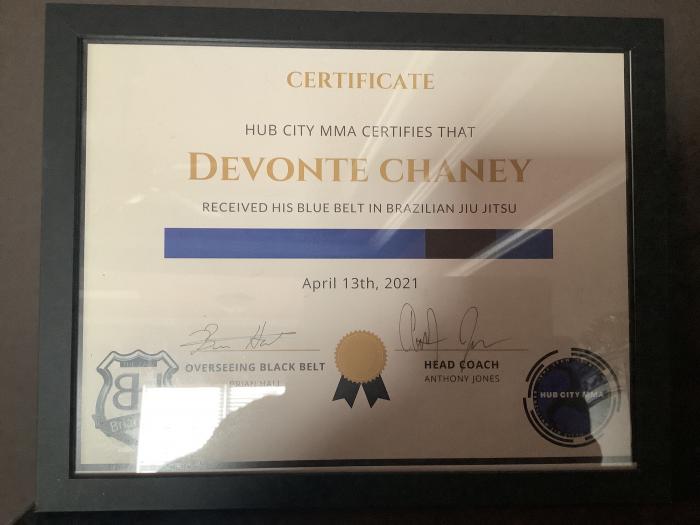 CERTIFICATE
HUB CITY MMA CERTIFIES THAT
DEVONTE CHANEY
RECEIVED HIS BLUE BELT IN BRAZILIAN JIU JITSU
April 13th, 2021
OVERSEEING BLACK BELT
BRIAN HALL
HEAD COACH
ANTHONY JONES
HUB CITY MMA